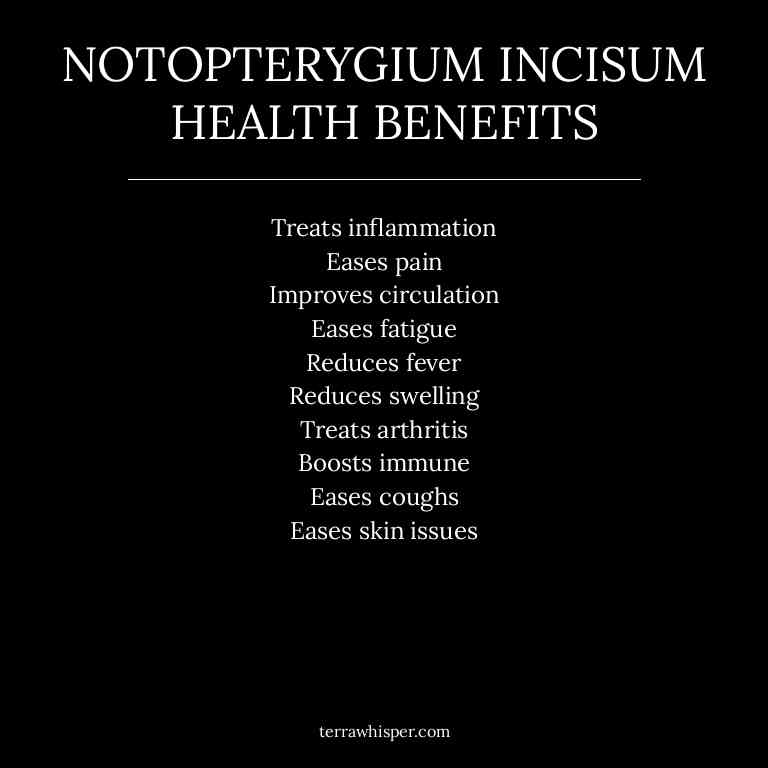 NOTOPTERYGIUM INCISUM
HEALTH BENEFITS
Treats inflammation
Eases pain
Improves circulation
Eases fatigue
Reduces fever
Reduces swelling
Treats arthritis
Boosts immune
Eases coughs
Eases skin issues
terrawhisper.com